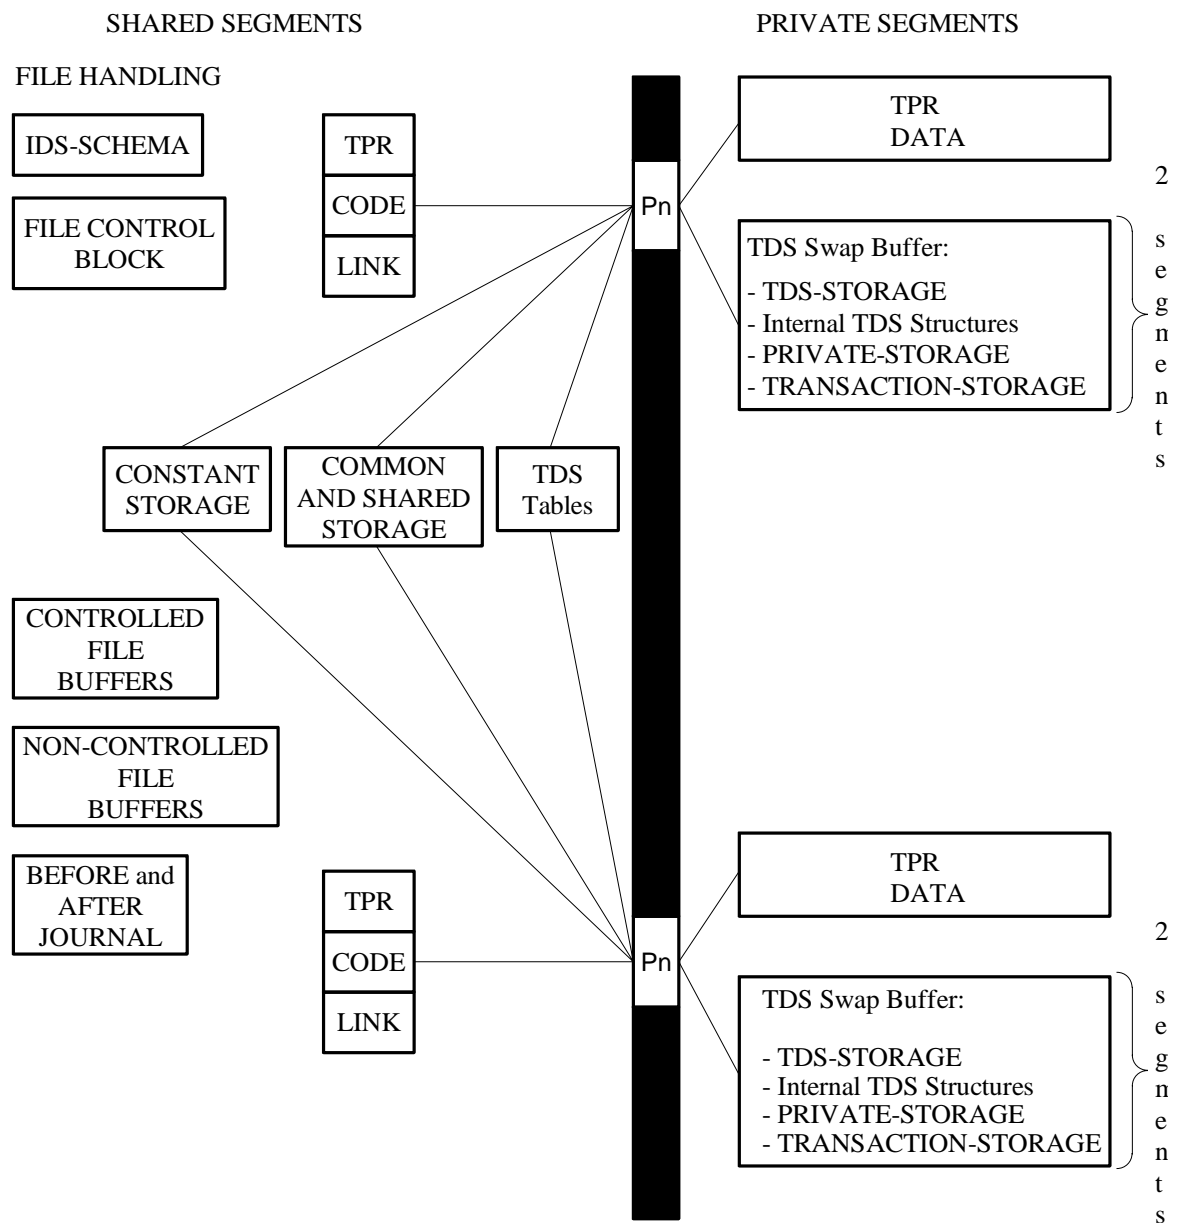 SHARED SEGMENTS
PRIVATE SEGMENTS
FILE HANDLING
IDS-SCHEMA
FILE CONTROL
BLOCK
TPR
CODE
LINK
Pn
TPR
DATA
TDS Swap Buffer:
- TDS-STORAGE
- Internal TDS Structures
- PRIVATE-STORAGE
- TRANSACTION-STORAGE
2 segments
CONSTANT
STORAGE
COMMON
AND SHARED
STORAGE
TDS
Tables
CONTROLLED
FILE
BUFFERS
NON-CONTROLLED
FILE
BUFFERS
BEFORE and
AFTER
JOURNAL
TPR
CODE
LINK
Pn
TPR
DATA
TDS Swap Buffer:
- TDS-STORAGE
- Internal TDS Structures
- PRIVATE-STORAGE
- TRANSACTION-STORAGE
2 segments